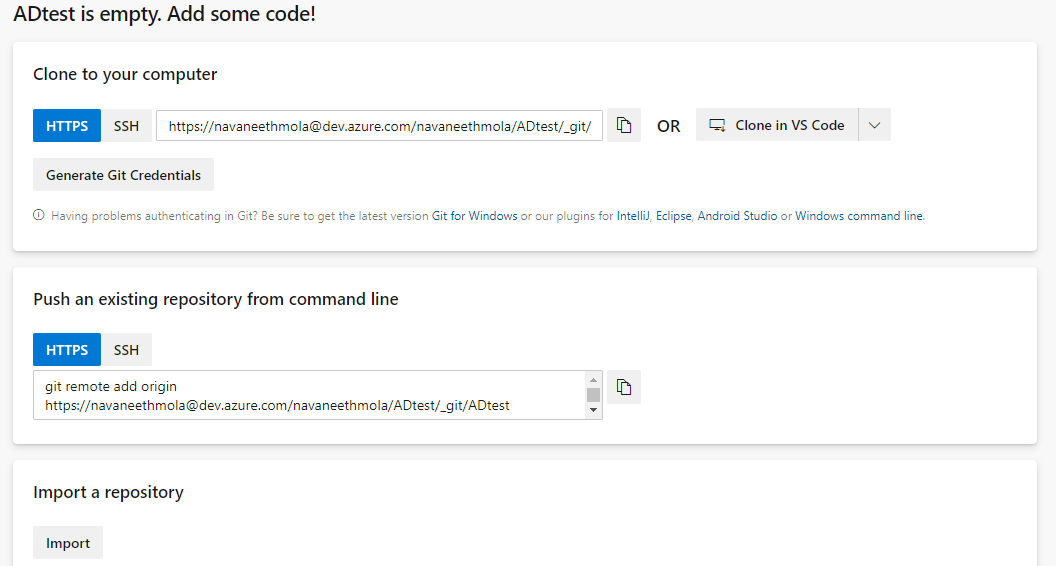 ADtest is empty. Add some code!
Clone to your computer
HTTPS SSH https://navaneethmola@dev.azure.com/navaneethmola/ADtest/_git/ OR Clone in VS Code
Generate Git Credentials
Having problems authenticating in Git? Be sure to get the latest version Git for Windows or our plugins for IntelliJ, Eclipse, Android Studio or Windows command line.
Push an existing repository from command line
HTTPS SSH
git remote add origin
https://navaneethmola@dev.azure.com/navaneethmola/ADtest/_git/ADtest
Import a repository
Import